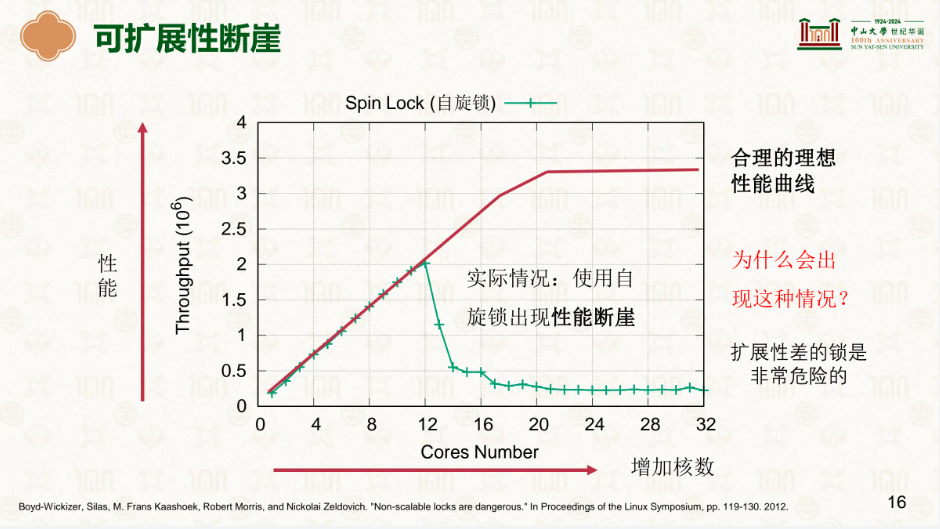 可扩展性断崖
1924-2024
中山大学 世纪华诞
100th ANNIVERSARY
SUN YAT-SEN UNIVERSITY
Spin Lock (自旋锁)
4
3.5
3
2.5
2
1.5
1
0.5
0
Throughput (10⁶)
性
能
0 4 8 12 16 20 24 28 32
Cores Number
增加核数
实际情况：使用自
旋锁出现性能断崖
合理的理想
性能曲线
为什么会出
现这种情况？
扩展性差的锁是
非常危险的
Boyd-Wickizer, Silas, M. Frans Kaashoek, Robert Morris, and Nickolai Zeldovich. "Non-scalable locks are dangerous." In Proceedings of the Linux Symposium, pp. 119-130. 2012.
16